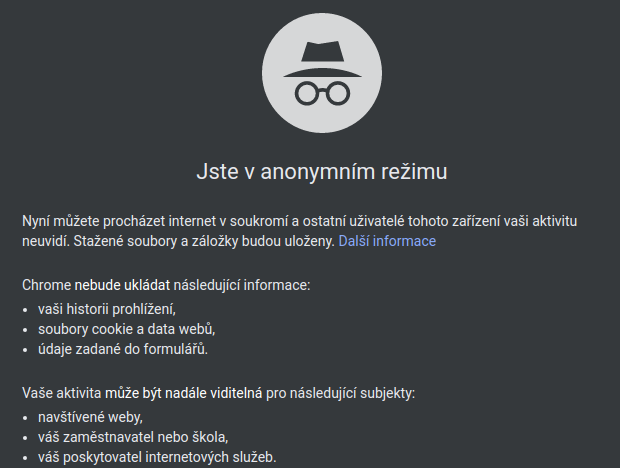 Jste v anonymním režimu
Nyní můžete procházet internet v soukromí a ostatní uživatelé tohoto zařízení vaši aktivitu
neuvidí. Stažené soubory a záložky budou uloženy. Další informace
Chrome nebude ukládat následující informace:
• vaši historii prohlížení,
• soubory cookie a data webů,
• údaje zadané do formulářů.
Vaše aktivita může být nadále viditelná pro následující subjekty:
• navštívené weby,
• váš zaměstnavatel nebo škola,
• váš poskytovatel internetových služeb.